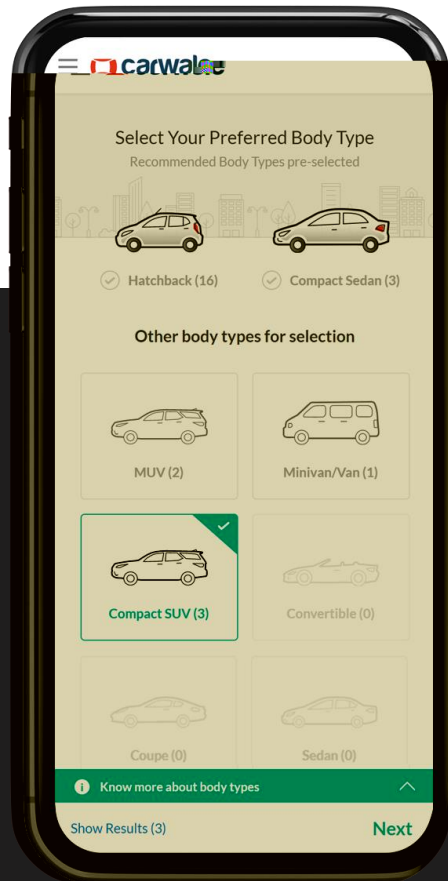 Select Your Preferred Body Type
Recommended Body Types pre-selected
Hatchback (16)
Compact Sedan (3)
Other body types for selection
MUV (2)
Minivan/Van (1)
Compact SUV (3)
Convertible (0)
Coupe (0)
Sedan (0)
Know more about body types
Show Results (3)
Next